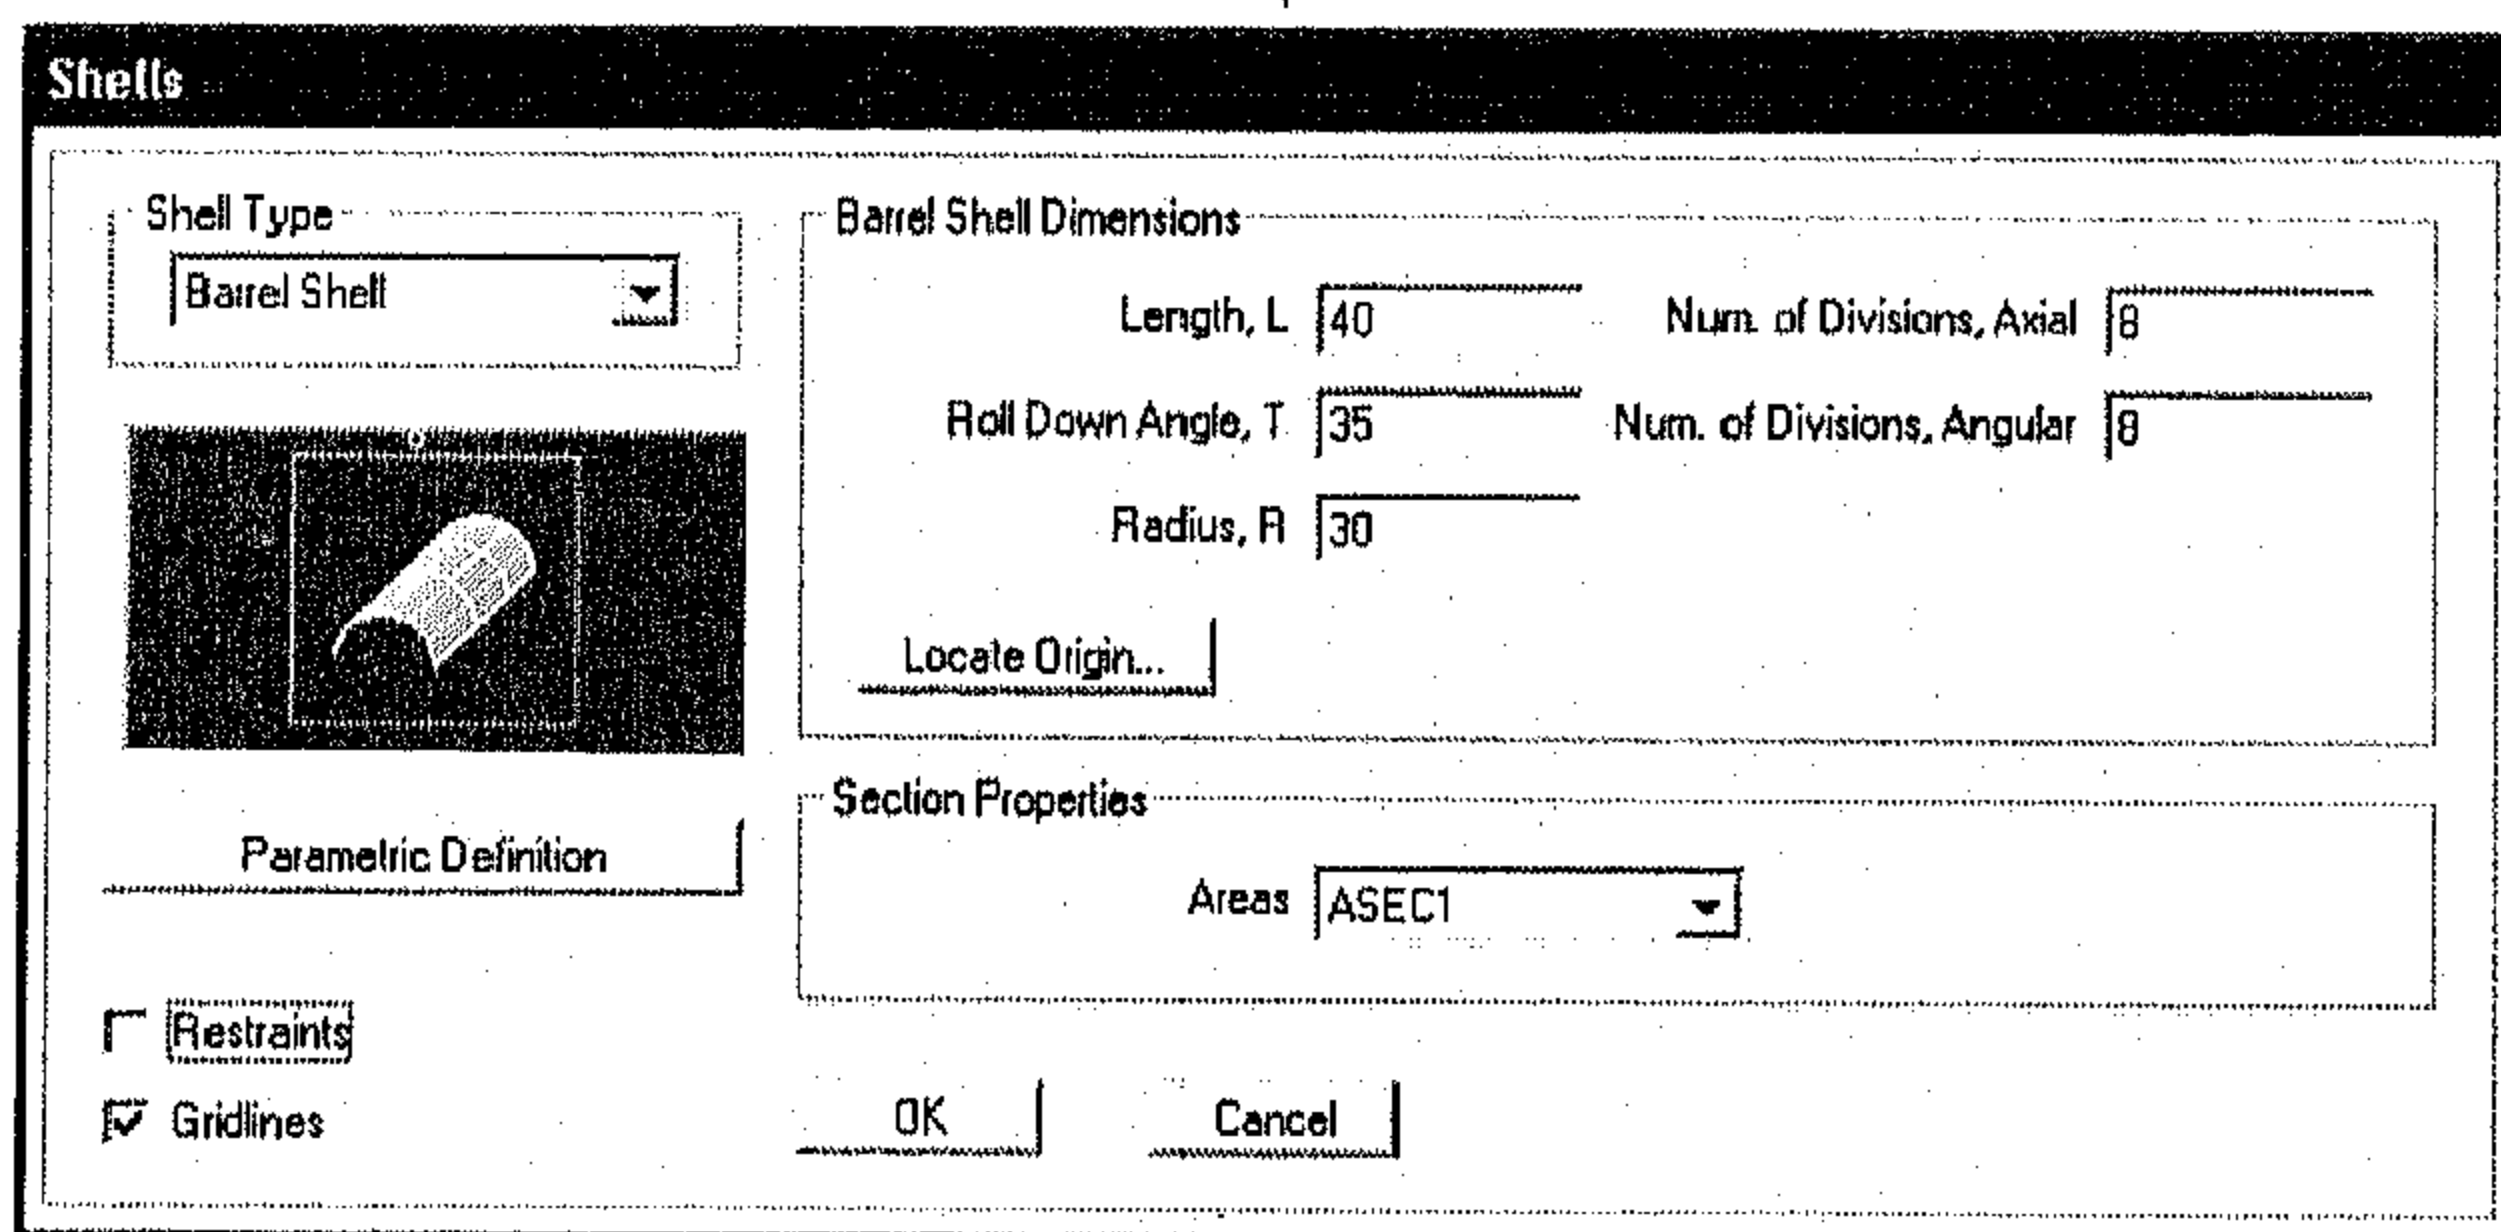 Shells
Shell Type
Barrel Shell
Barrel Shell Dimensions
Length, L 40 Num. of Divisions, Axial 8
Roll Down Angle, T 35 Num. of Divisions, Angular 8
Radius, R 30
Locate Origin...
Parametric Definition
Section Properties
Areas ASEC1
Restraints
Gridlines
OK Cancel